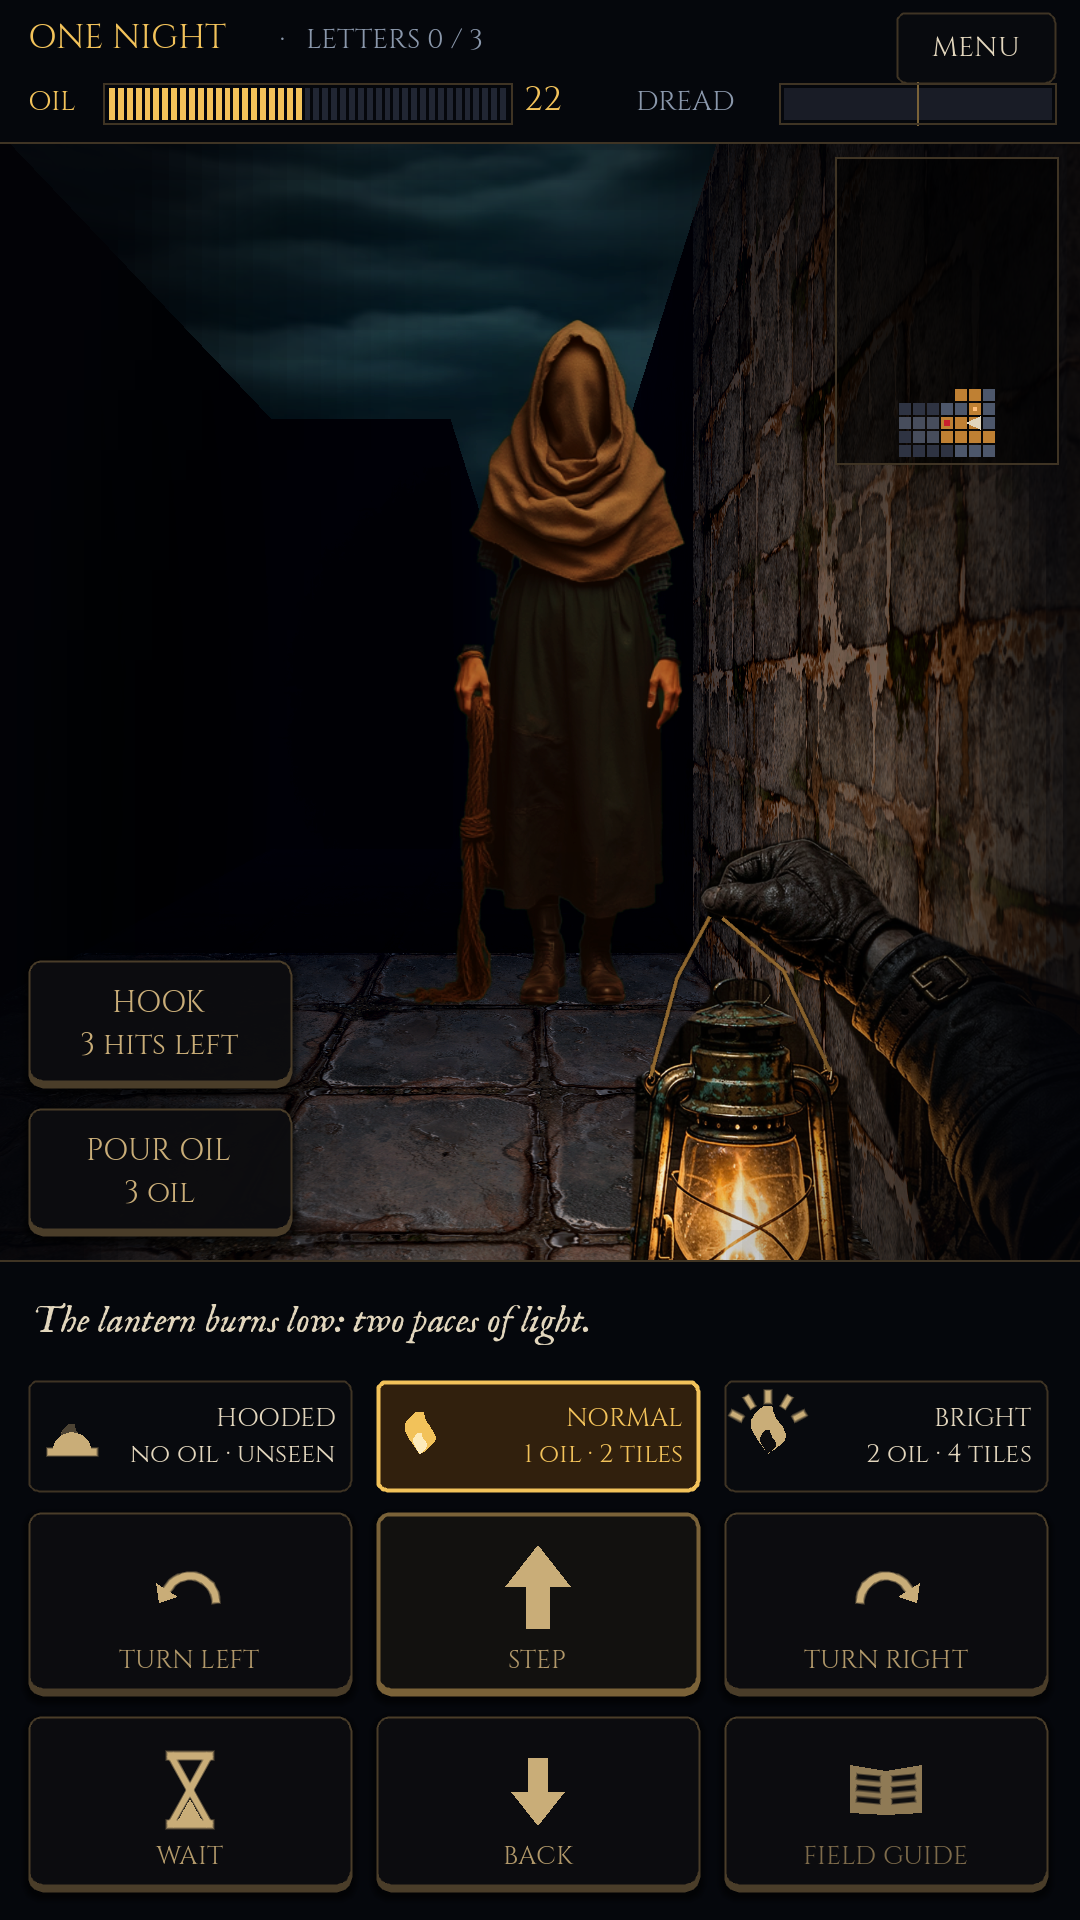 ONE NIGHT · LETTERS 0 / 3
MENU
OIL 22 DREAD
HOOK
3 HITS LEFT
POUR OIL
3 OIL
The lantern burns low: two paces of light.
HOODED
NO OIL · UNSEEN
NORMAL
1 OIL · 2 TILES
BRIGHT
2 OIL · 4 TILES
TURN LEFT
STEP
TURN RIGHT
WAIT
BACK
FIELD GUIDE